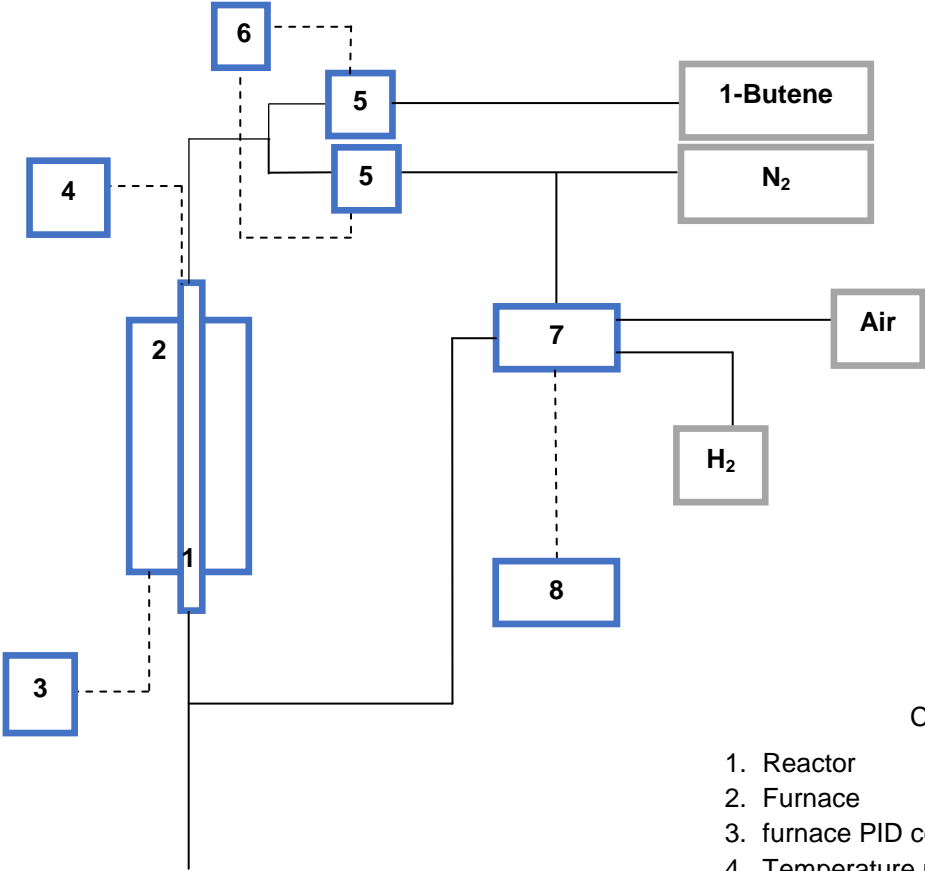 6
5
1-Butene
5
N₂
4
Air
7
2
H₂
1
8
3
1. Reactor
2. Furnace
3. furnace PID
4. Temperature